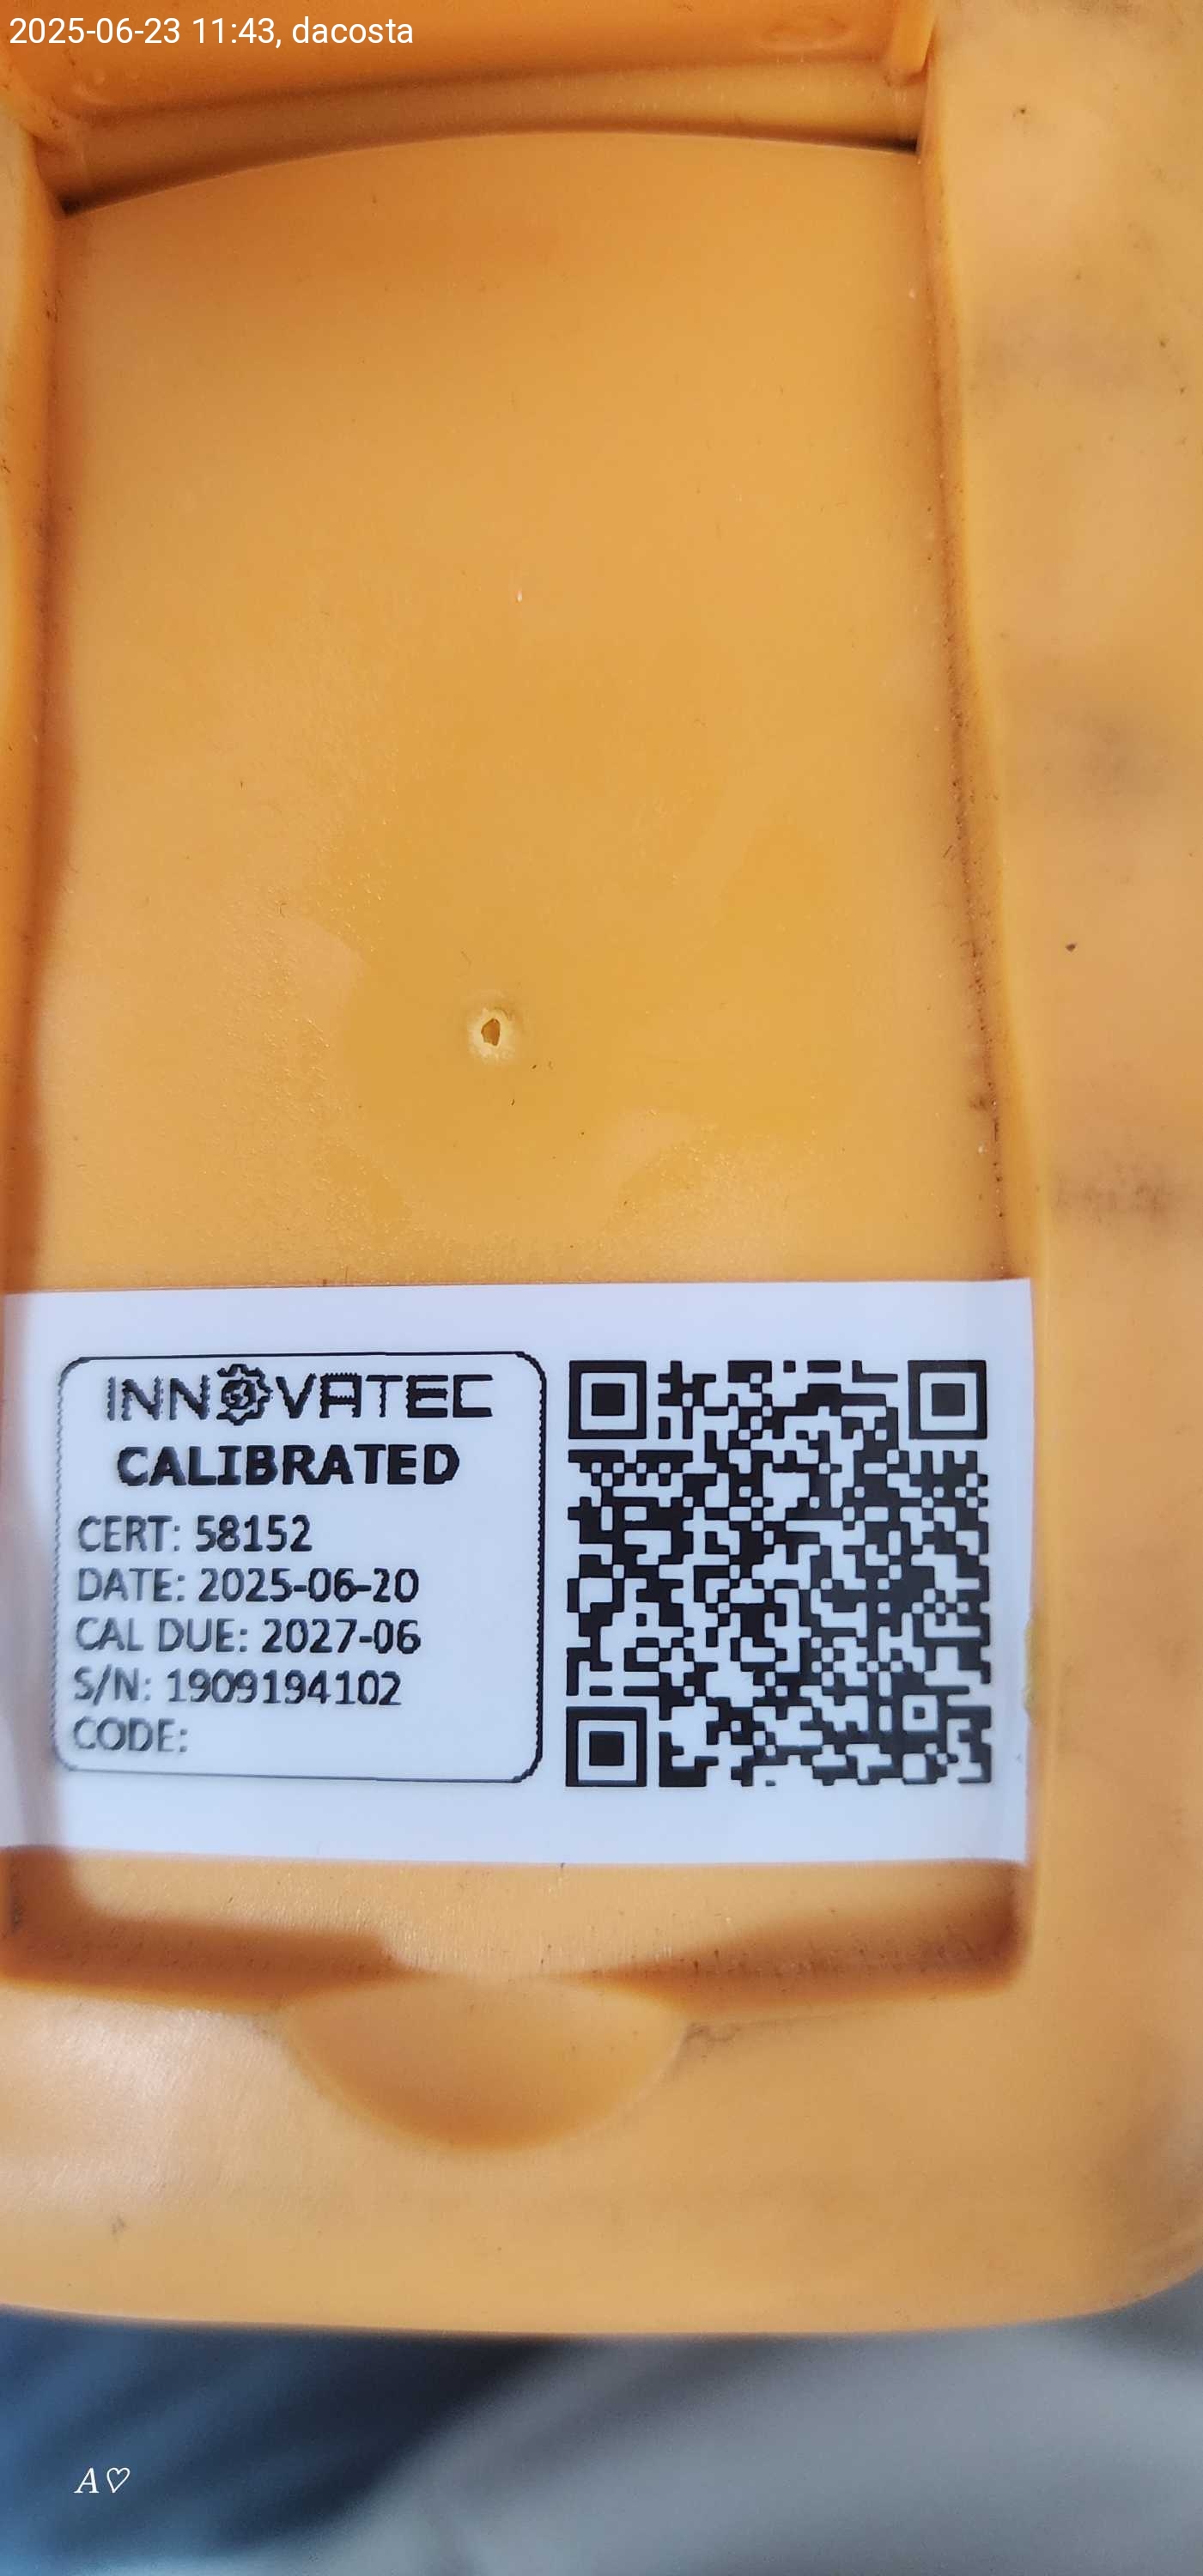 2025-06-23 11:43, dacosta
INNOVATEC
CALIBRATED
CERT: 58152
DATE: 2025-06-20
CAL DUE: 2027-06
S/N: 1909194102
CODE:
A♡